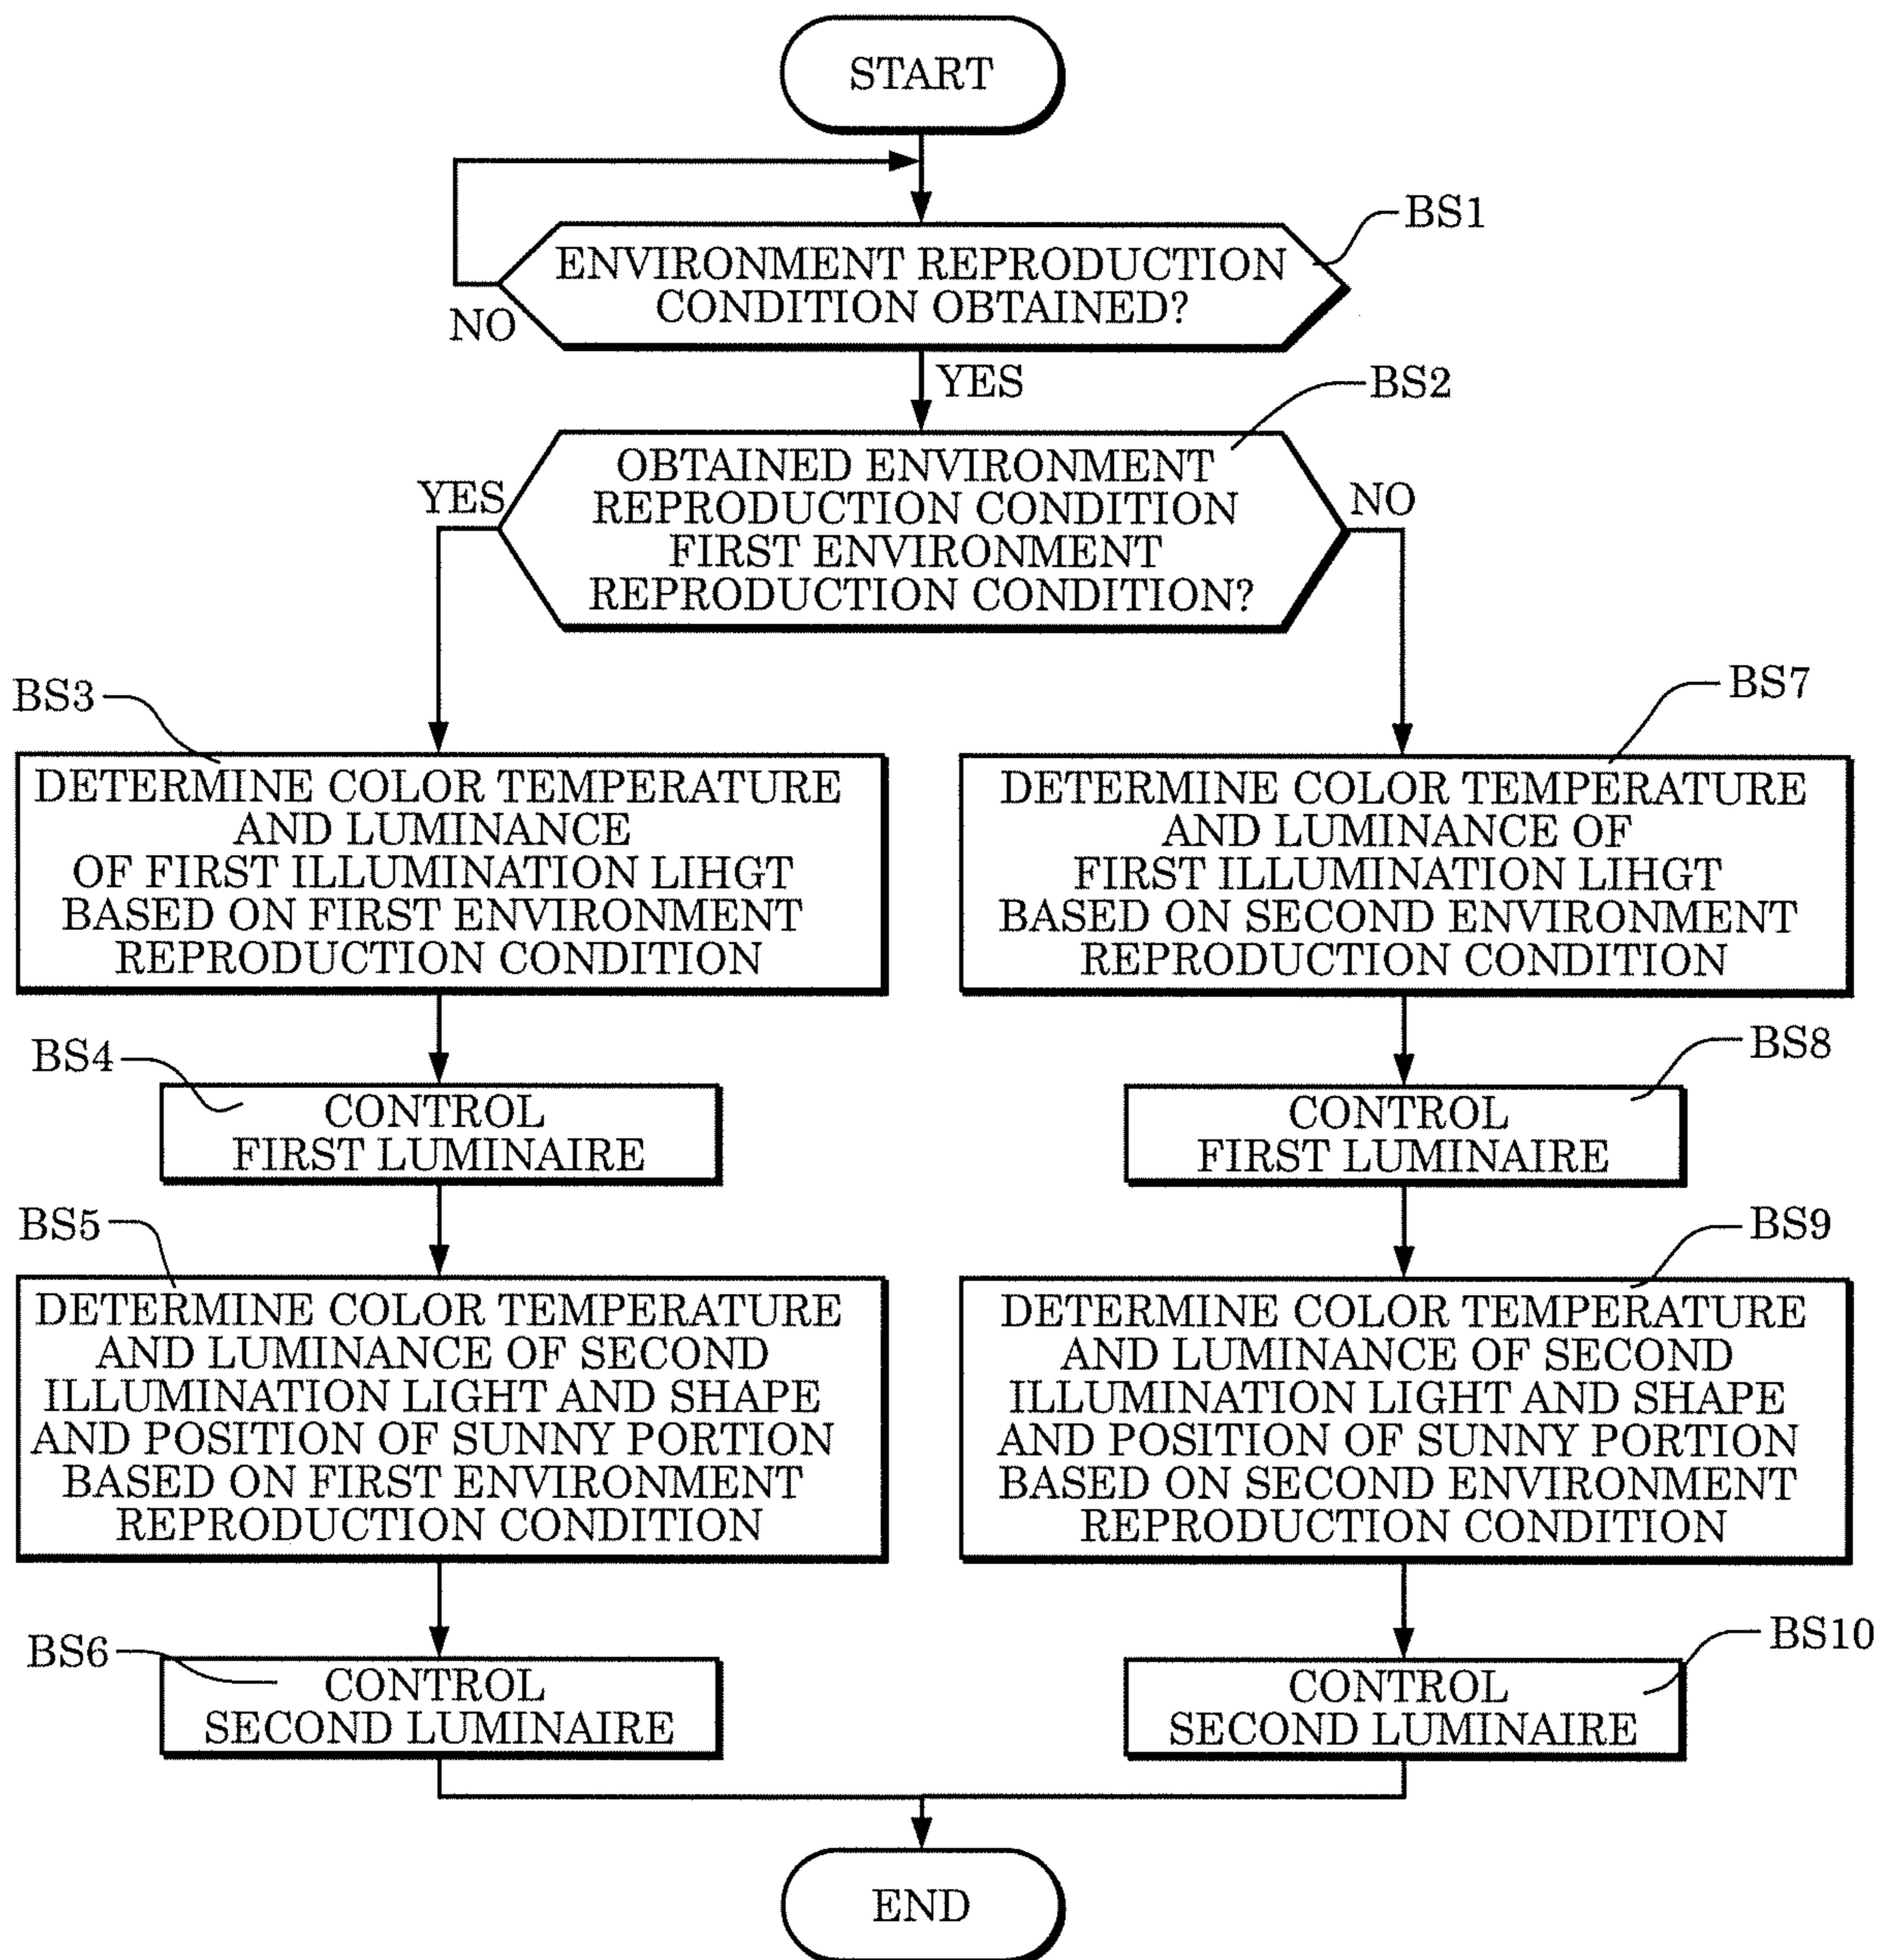 START
BS1
ENVIRONMENT REPRODUCTION
CONDITION OBTAINED?
NO
YES
BS2
OBTAINED ENVIRONMENT
REPRODUCTION CONDITION
FIRST ENVIRONMENT
REPRODUCTION CONDITION?
YES
NO
BS3
DETERMINE COLOR TEMPERATURE
AND LUMINANCE
OF FIRST ILLUMINATION LIHGT
BASED ON FIRST ENVIRONMENT
REPRODUCTION CONDITION
BS4
CONTROL
FIRST LUMINAIRE
BS5
DETERMINE COLOR TEMPERATURE
AND LUMINANCE OF SECOND
ILLUMINATION LIGHT AND SHAPE
AND POSITION OF SUNNY PORTION
BASED ON FIRST ENVIRONMENT
REPRODUCTION CONDITION
BS6
CONTROL
SECOND LUMINAIRE
BS7
DETERMINE COLOR TEMPERATURE
AND LUMINANCE OF
FIRST ILLUMINATION LIHGT
BASED ON SECOND ENVIRONMENT
REPRODUCTION CONDITION
BS8
CONTROL
FIRST LUMINAIRE
BS9
DETERMINE COLOR TEMPERATURE
AND LUMINANCE OF SECOND
ILLUMINATION LIGHT AND SHAPE
AND POSITION OF SUNNY PORTION
BASED ON SECOND ENVIRONMENT
REPRODUCTION CONDITION
BS10
CONTROL
SECOND LUMINAIRE
END